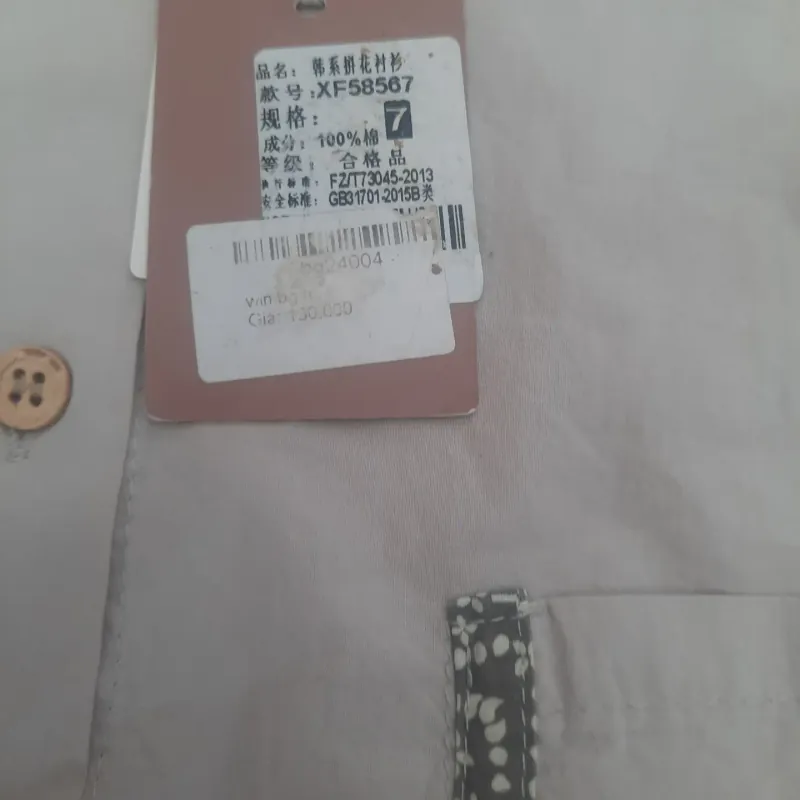 品名: 韩系拼花衬衫
款号:XF58567
规格: 7
成分: 100%棉
等级: 合格品
执行标准: FZ/T73045-2013
安全标准: GB31701-2015B类
24004
Gia: